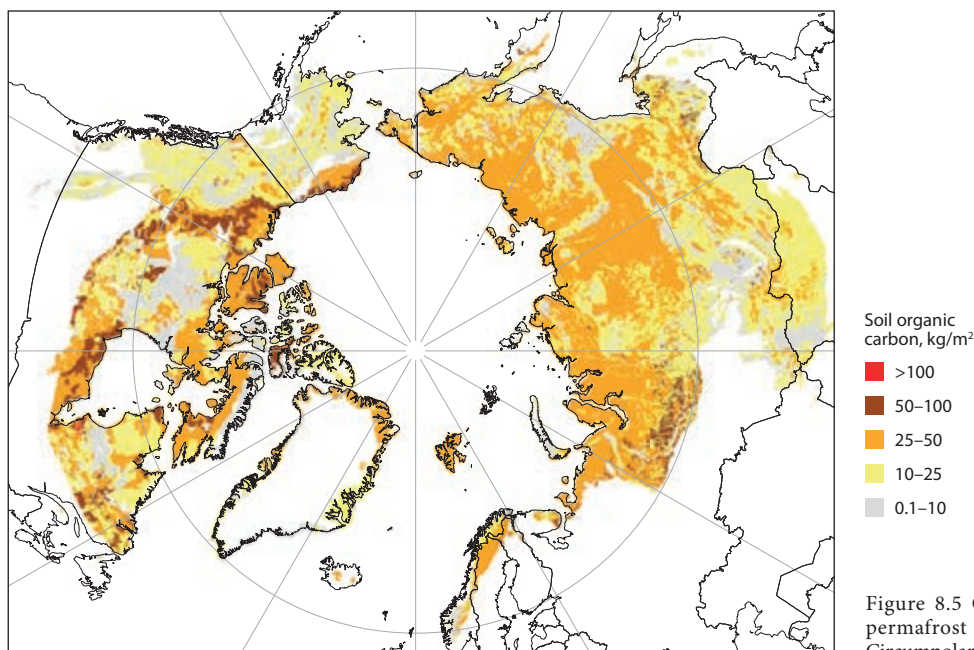 Soil organic
carbon, kg/m²
>100
50–100
25–50
10–25
0.1–10
Figure 8.5
permafrost
Circumpolar